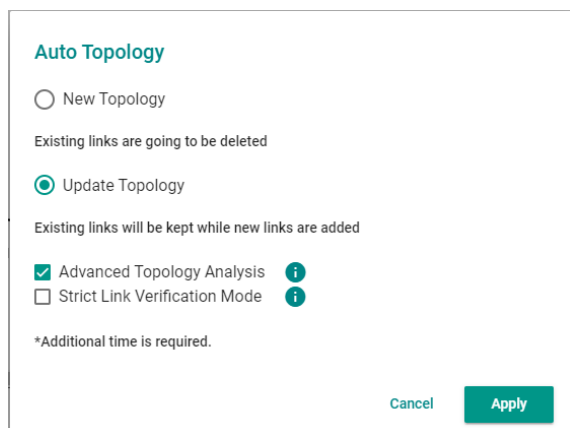 Auto Topology
New Topology
Existing links are going to be deleted
Update Topology
Existing links will be kept while new links are added
Advanced Topology Analysis i
Strict Link Verification Mode i
*Additional time is required.
Cancel Apply